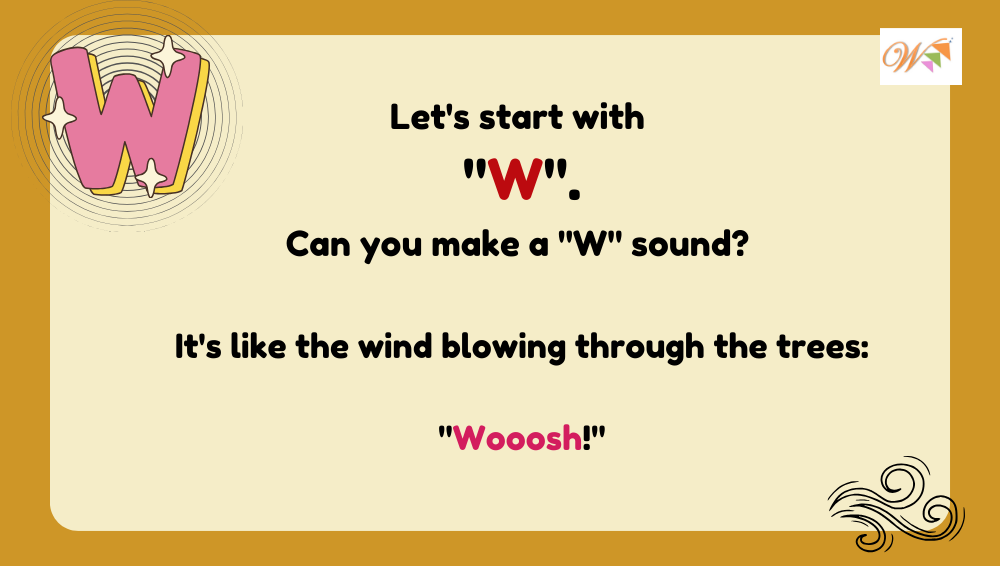 W
W
Let's start with
"W".
Can you make a "W" sound?
It's like the wind blowing through the trees:
"Wooosh!"